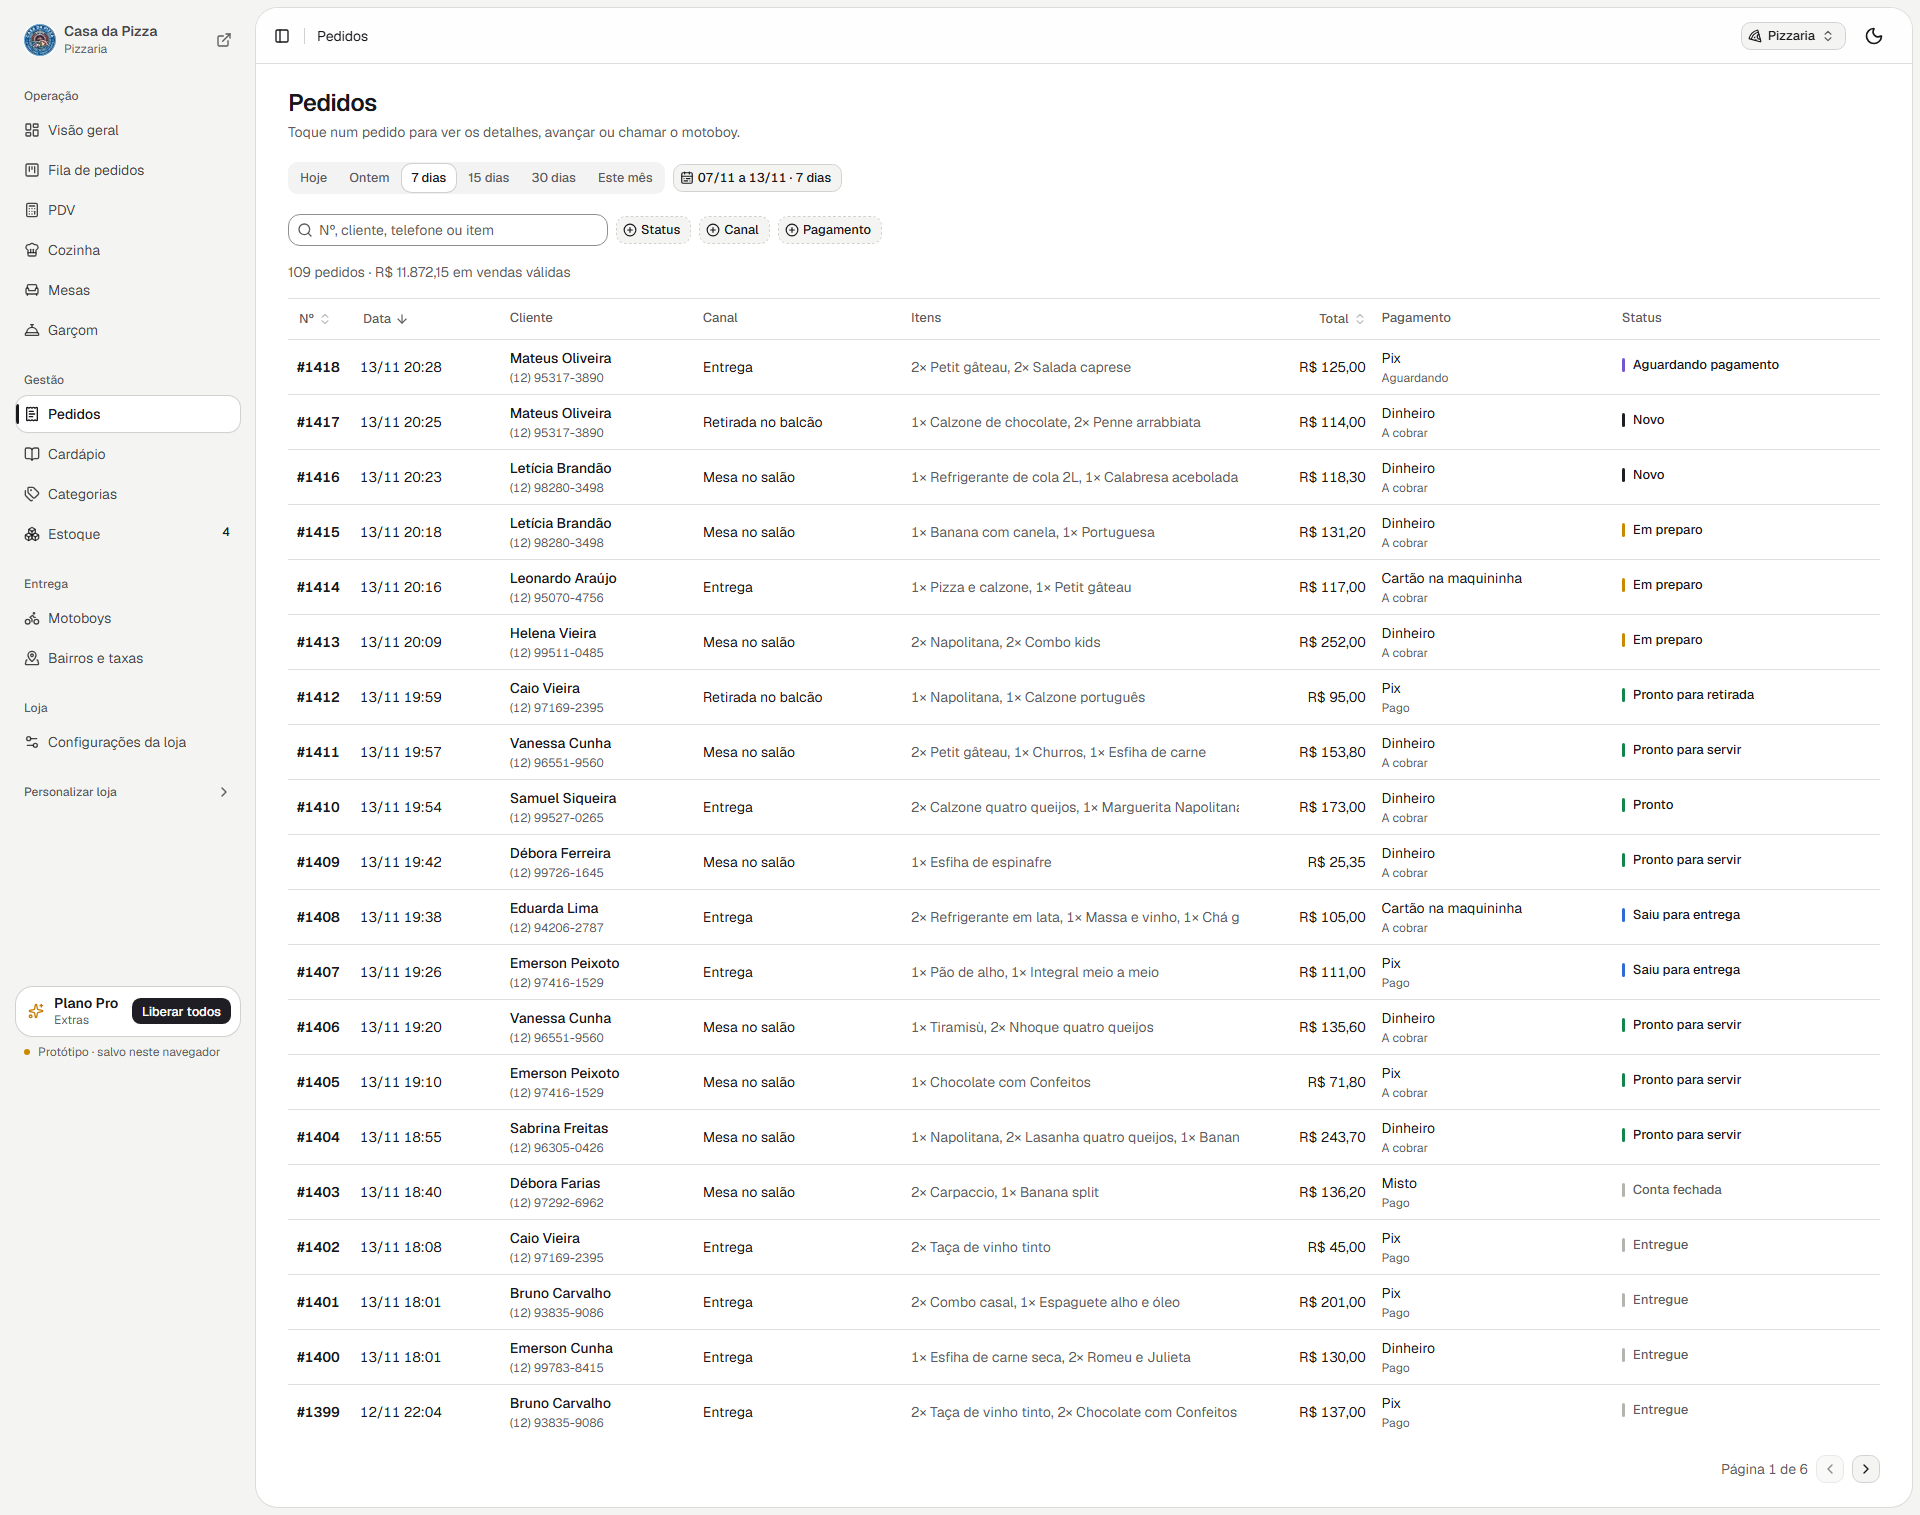 Casa da Pizza
Pizzaria
Operação
Visão geral
Fila de pedidos
PDV
Cozinha
Mesas
Garçom
Gestão
Pedidos
Cardápio
Categorias
Estoque 4
Entrega
Motoboys
Bairros e taxas
Loja
Configurações da loja
Personalizar loja
Plano Pro
Extras
Liberar todos
Protótipo · salvo neste navegador
Pedidos
Pizzaria
Pedidos
Toque num pedido para ver os detalhes, avançar ou chamar o motoboy.
Hoje Ontem 7 dias 15 dias 30 dias Este mês 07/11 a 13/11 · 7 dias
Nº, cliente, telefone ou item Status Canal Pagamento
109 pedidos · R$ 11.872,15 em vendas válidas
Nº Data Cliente Canal Itens Total Pagamento Status
#1418 13/11 20:28 Mateus Oliveira (12) 95317-3890 Entrega 2× Petit gâteau, 2× Salada caprese R$ 125,00 Pix Aguardando Aguardando pagamento
#1417 13/11 20:25 Mateus Oliveira (12) 95317-3890 Retirada no balcão 1× Calzone de chocolate, 2× Penne arrabbiata R$ 114,00 Dinheiro A cobrar Novo
#1416 13/11 20:23 Letícia Brandão (12) 98280-3498 Mesa no salão 1× Refrigerante de cola 2L, 1× Calabresa acebolada R$ 118,30 Dinheiro A cobrar Novo
#1415 13/11 20:18 Letícia Brandão (12) 98280-3498 Mesa no salão 1× Banana com canela, 1× Portuguesa R$ 131,20 Dinheiro A cobrar Em preparo
#1414 13/11 20:16 Leonardo Araújo (12) 95070-4756 Entrega 1× Pizza e calzone, 1× Petit gâteau R$ 117,00 Cartão na maquininha A cobrar Em preparo
#1413 13/11 20:09 Helena Vieira (12) 99511-0485 Mesa no salão 2× Napolitana, 2× Combo kids R$ 252,00 Dinheiro A cobrar Em preparo
#1412 13/11 19:59 Caio Vieira (12) 97169-2395 Retirada no balcão 1× Napolitana, 1× Calzone português R$ 95,00 Pix Pago Pronto para retirada
#1411 13/11 19:57 Vanessa Cunha (12) 96551-9560 Mesa no salão 2× Petit gâteau, 1× Churros, 1× Esfiha de carne R$ 153,80 Dinheiro A cobrar Pronto para servir
#1410 13/11 19:54 Samuel Siqueira (12) 99527-0265 Entrega 2× Calzone quatro queijos, 1× Marguerita Napolitana R$ 173,00 Dinheiro A cobrar Pronto
#1409 13/11 19:42 Débora Ferreira (12) 99726-1645 Mesa no salão 1× Esfiha de espinafre R$ 25,35 Dinheiro A cobrar Pronto para servir
#1408 13/11 19:38 Eduarda Lima (12) 94206-2787 Entrega 2× Refrigerante em lata, 1× Massa e vinho, 1× Chá g R$ 105,00 Cartão na maquininha A cobrar Saiu para entrega
#1407 13/11 19:26 Emerson Peixoto (12) 97416-1529 Entrega 1× Pão de alho, 1× Integral meio a meio R$ 111,00 Pix Pago Saiu para entrega
#1406 13/11 19:20 Vanessa Cunha (12) 96551-9560 Mesa no salão 1× Tiramisù, 2× Nhoque quatro queijos R$ 135,60 Dinheiro A cobrar Pronto para servir
#1405 13/11 19:10 Emerson Peixoto (12) 97416-1529 Mesa no salão 1× Chocolate com Confeitos R$ 71,80 Pix A cobrar Pronto para servir
#1404 13/11 18:55 Sabrina Freitas (12) 96305-0426 Mesa no salão 1× Napolitana, 2× Lasanha quatro queijos, 1× Banan R$ 243,70 Dinheiro A cobrar Pronto para servir
#1403 13/11 18:40 Débora Farias (12) 97292-6962 Mesa no salão 2× Carpaccio, 1× Banana split R$ 136,20 Misto Pago Conta fechada
#1402 13/11 18:08 Caio Vieira (12) 97169-2395 Entrega 2× Taça de vinho tinto R$ 45,00 Pix Pago Entregue
#1401 13/11 18:01 Bruno Carvalho (12) 93835-9086 Entrega 2× Combo casal, 1× Espaguete alho e óleo R$ 201,00 Pix Pago Entregue
#1400 13/11 18:01 Emerson Cunha (12) 99783-8415 Entrega 1× Esfiha de carne seca, 2× Romeu e Julieta R$ 130,00 Dinheiro Pago Entregue
#1399 12/11 22:04 Bruno Carvalho (12) 93835-9086 Entrega 2× Taça de vinho tinto, 2× Chocolate com Confeitos R$ 137,00 Pix Pago Entregue
Página 1 de 6